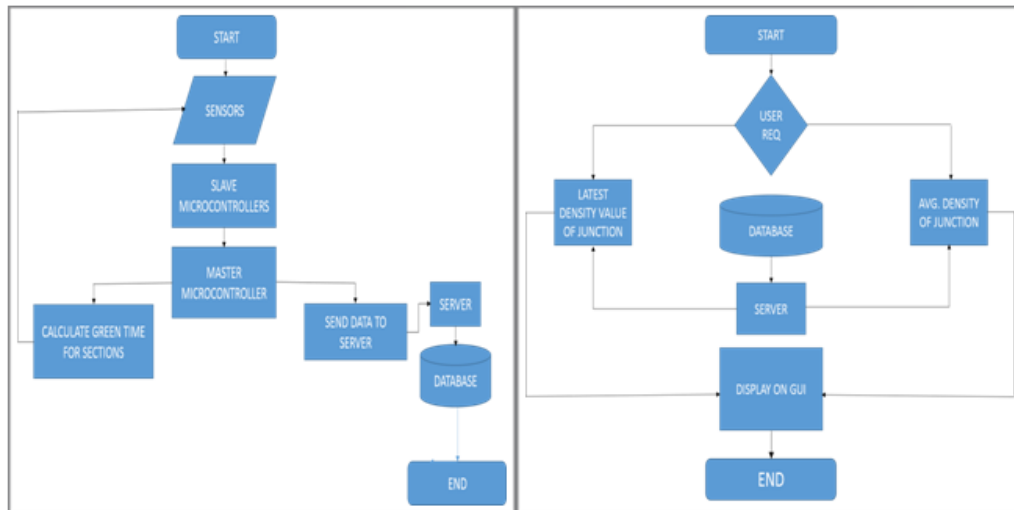 START
SENSORS
SLAVE
MICROCONTROLLERS
MASTER
MICROCONTROLLER
CALCULATE GREEN TIME
FOR SECTIONS
SEND DATA TO
SERVER
SERVER
DATABASE
END
START
USER
REQ
LATEST
DENSITY VALUE
OF JUNCTION
DATABASE
AVG. DENSITY
OF JUNCTION
SERVER
DISPLAY ON GUI
END